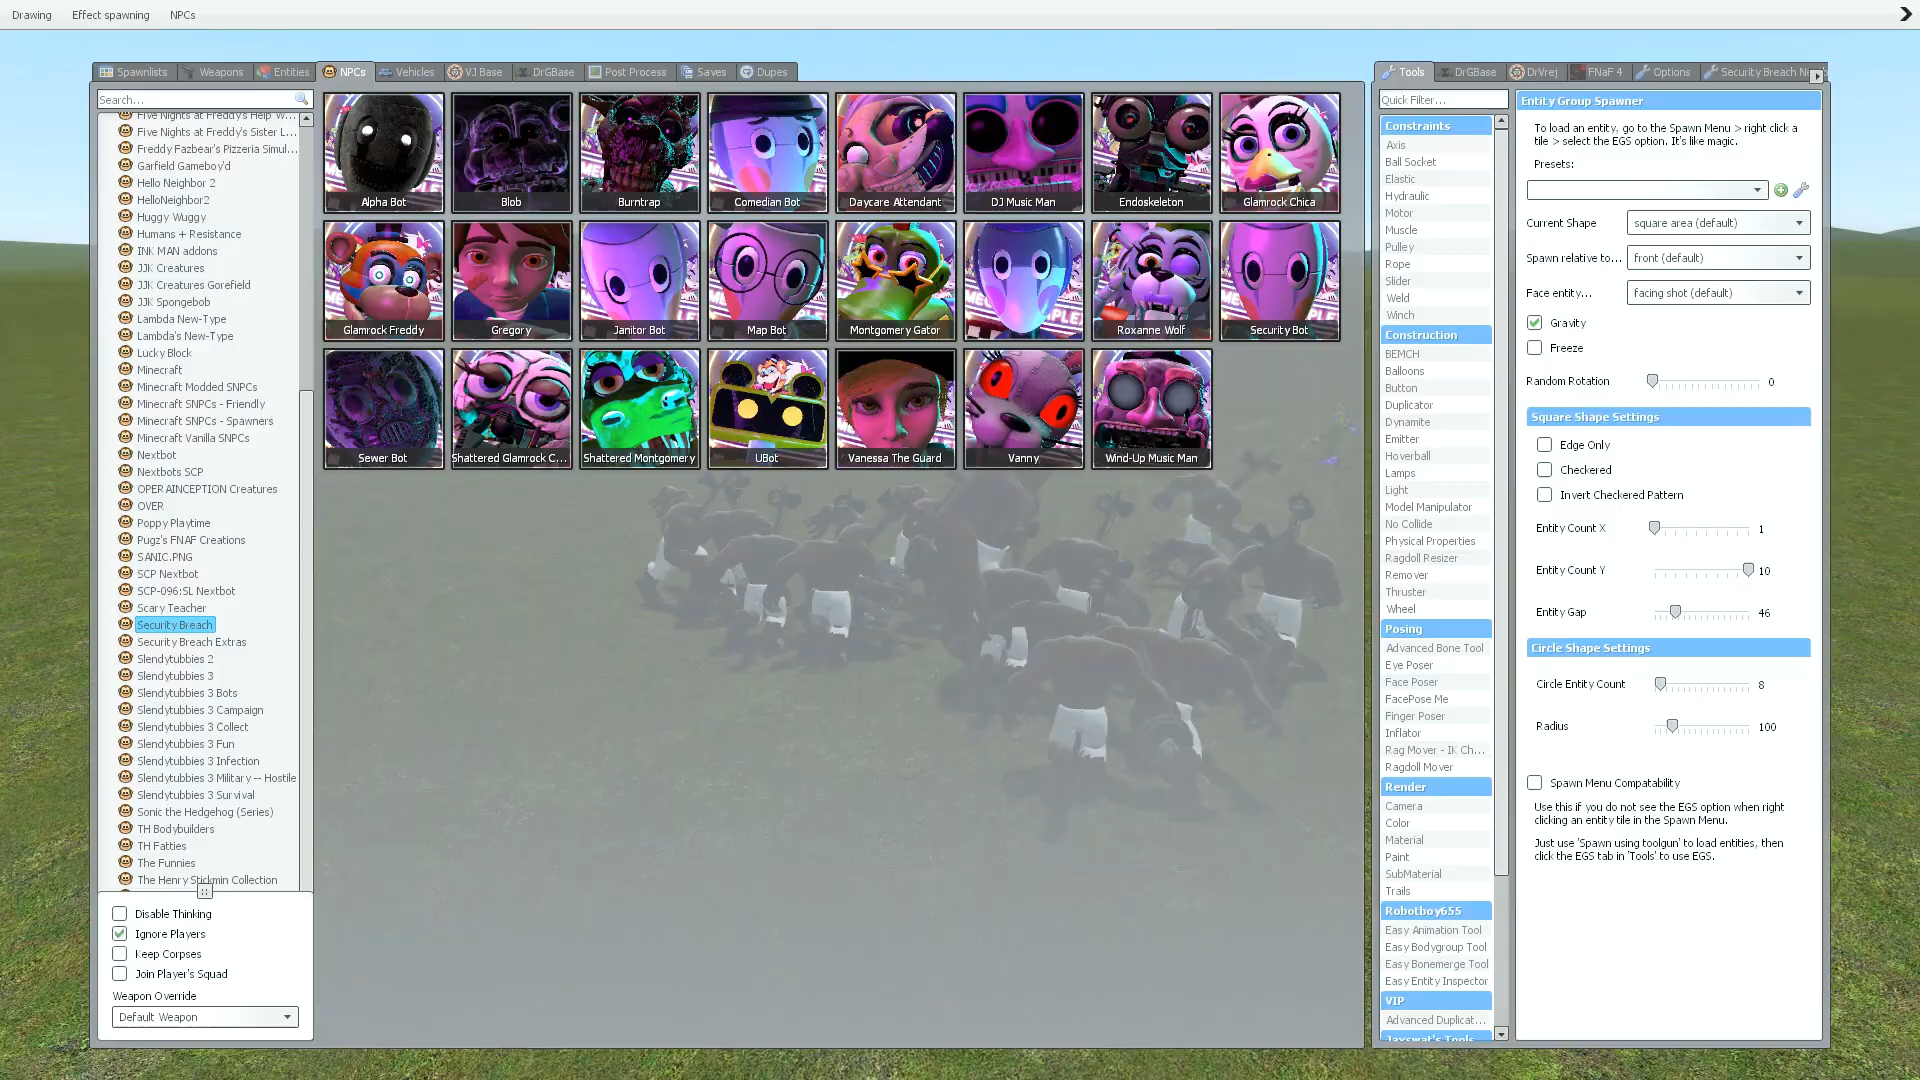 Drawing
Effect spawning
NPCs
Spawnlists
Weapons
Entities
NPCs
Vehicles
VJ Base
DrGBase
Post Process
Saves
Dupes
Search...
Five Nights at Freddy's Help W...
Five Nights at Freddy's Sister L...
Freddy Fazbear's Pizzeria Simul...
Garfield Gameboy'd
Hello Neighbor 2
HelloNeighbor2
Huggy Wuggy
Humans + Resistance
INK MAN addons
JJK Creatures
JJK Creatures Gorefield
JJK Spongebob
Lambda New-Type
Lambda's New-Type
Lucky Block
Minecraft
Minecraft Modded SNPCs
Minecraft SNPCs - Friendly
Minecraft SNPCs - Spawners
Minecraft Vanilla SNPCs
Nextbot
Nextbots SCP
OPERAINCEPTION Creatures
OVER
Poppy Playtime
Pugz's FNAF Creations
SANIC.PNG
SCP Nextbot
SCP-096:SL Nextbot
Scary Teacher
Security Breach
Security Breach Extras
Slendytubbies 2
Slendytubbies 3
Slendytubbies 3 Bots
Slendytubbies 3 Campaign
Slendytubbies 3 Collect
Slendytubbies 3 Fun
Slendytubbies 3 Infection
Slendytubbies 3 Military -- Hostile
Slendytubbies 3 Survival
Sonic the Hedgehog (Series)
TH Bodybuilders
TH Fatties
The Funnies
The Henry Stickmin Collection
Disable Thinking
Ignore Players
Keep Corpses
Join Player's Squad
Weapon Override
Default Weapon
Alpha Bot
Blob
Burntrap
Comedian Bot
Daycare Attendant
DJ Music Man
Endoskeleton
Glamrock Chica
Glamrock Freddy
Gregory
Janitor Bot
Map Bot
Montgomery Gator
Roxanne Wolf
Security Bot
Sewer Bot
Shattered Glamrock C...
Shattered Montgomery
UBot
Vanessa The Guard
Vanny
Wind-Up Music Man
Tools
DrGBase
DrVrej
FNaF 4
Options
Security Breach
Quick Filter...
Constraints
Axis
Ball Socket
Elastic
Hydraulic
Motor
Muscle
Pulley
Rope
Slider
Weld
Winch
Construction
BEMCH
Balloons
Button
Duplicator
Dynamite
Emitter
Hoverball
Lamps
Light
Model Manipulator
No Collide
Physical Properties
Ragdoll Resizer
Remover
Thruster
Wheel
Posing
Advanced Bone Tool
Eye Poser
Face Poser
FacePose Me
Finger Poser
Inflator
Rag Mover - IK Ch...
Ragdoll Mover
Render
Camera
Color
Material
Paint
SubMaterial
Trails
Robotboy655
Easy Animation Tool
Easy Bodygroup Tool
Easy Bonemerge Tool
Easy Entity Inspector
VIP
Advanced Duplicat...
Jaxswat's Tools
Entity Group Spawner
To load an entity, go to the Spawn Menu > right click a
tile > select the EGS option. It's like magic.
Presets:
Current Shape
square area (default)
Spawn relative to...
front (default)
Face entity...
facing shot (default)
Gravity
Freeze
Random Rotation
0
Square Shape Settings
Edge Only
Checkered
Invert Checkered Pattern
Entity Count X
1
Entity Count Y
10
Entity Gap
46
Circle Shape Settings
Circle Entity Count
8
Radius
100
Spawn Menu Compatability
Use this if you do not see the EGS option when right
clicking an entity tile in the Spawn Menu.
Just use 'Spawn using toolgun' to load entities, then
click the EGS tab in 'Tools' to use EGS.